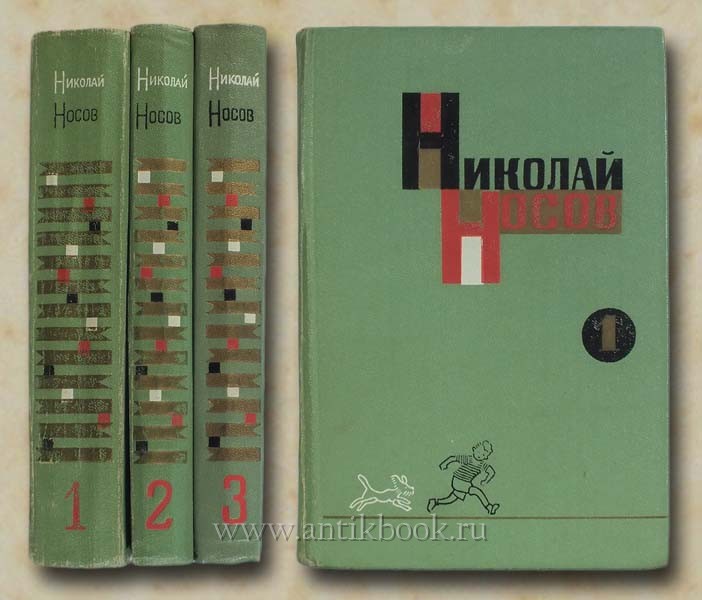 Николай
Носов
1
Николай
Носов
2
Николай
Носов
3
Николай
Носов
1
www.antikbook.ru